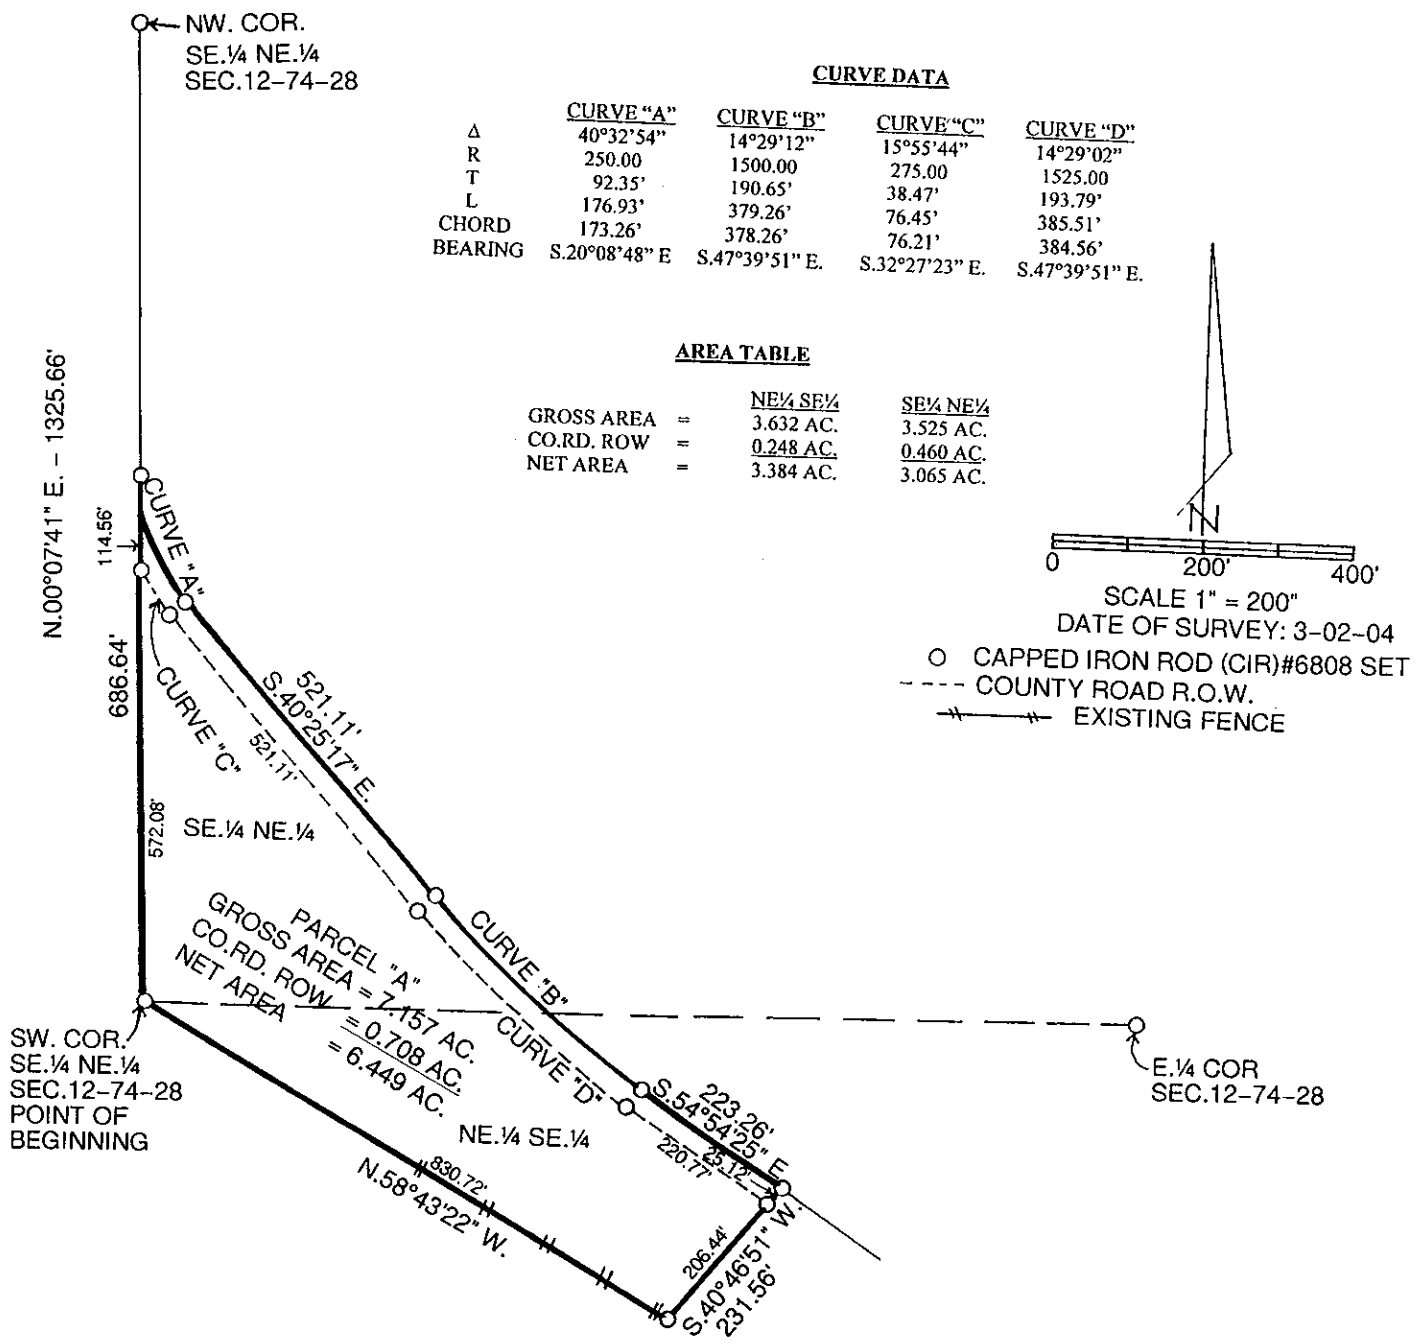 NW. COR.
SE.¼ NE.¼
SEC.12-74-28
CURVE DATA
CURVE "A" CURVE "B" CURVE "C" CURVE "D"
Δ 40°32'54" 14°29'12" 15°55'44" 14°29'02"
R 250.00 1500.00 275.00 1525.00
T 92.35' 190.65' 38.47' 193.79'
L 176.93' 379.26' 76.45' 385.51'
CHORD 173.26' 378.26' 76.21' 384.56'
BEARING S.20°08'48" E S.47°39'51" E. S.32°27'23" E. S.47°39'51" E.
AREA TABLE
NE¼ SE¼ SE¼ NE¼
GROSS AREA = 3.632 AC. 3.525 AC.
CO.RD. ROW = 0.248 AC. 0.460 AC.
NET AREA = 3.384 AC. 3.065 AC.
N.00°07'41" E. - 1325.66'
114.56'
686.64'
572.08'
CURVE "A"
CURVE "C"
521.11'
S.40°25'17" E.
521.11'
SE.¼ NE.¼
N
0 200' 400'
SCALE 1" = 200"
DATE OF SURVEY: 3-02-04
CAPPED IRON ROD (CIR)#6808 SET
COUNTY ROAD R.O.W.
EXISTING FENCE
PARCEL "A"
GROSS AREA = 7.157 AC.
CO.RD. ROW = 0.708 AC.
NET AREA = 6.449 AC.
CURVE "B"
CURVE "D"
SW. COR.
SE.¼ NE.¼
SEC.12-74-28
POINT OF
BEGINNING
E.¼ COR
SEC.12-74-28
NE.¼ SE.¼
223.26'
S.54°54'25" E
25.12'
220.77'
830.72'
N.58°43'22" W.
206.44'
S.40°46'51" W.
231.56'